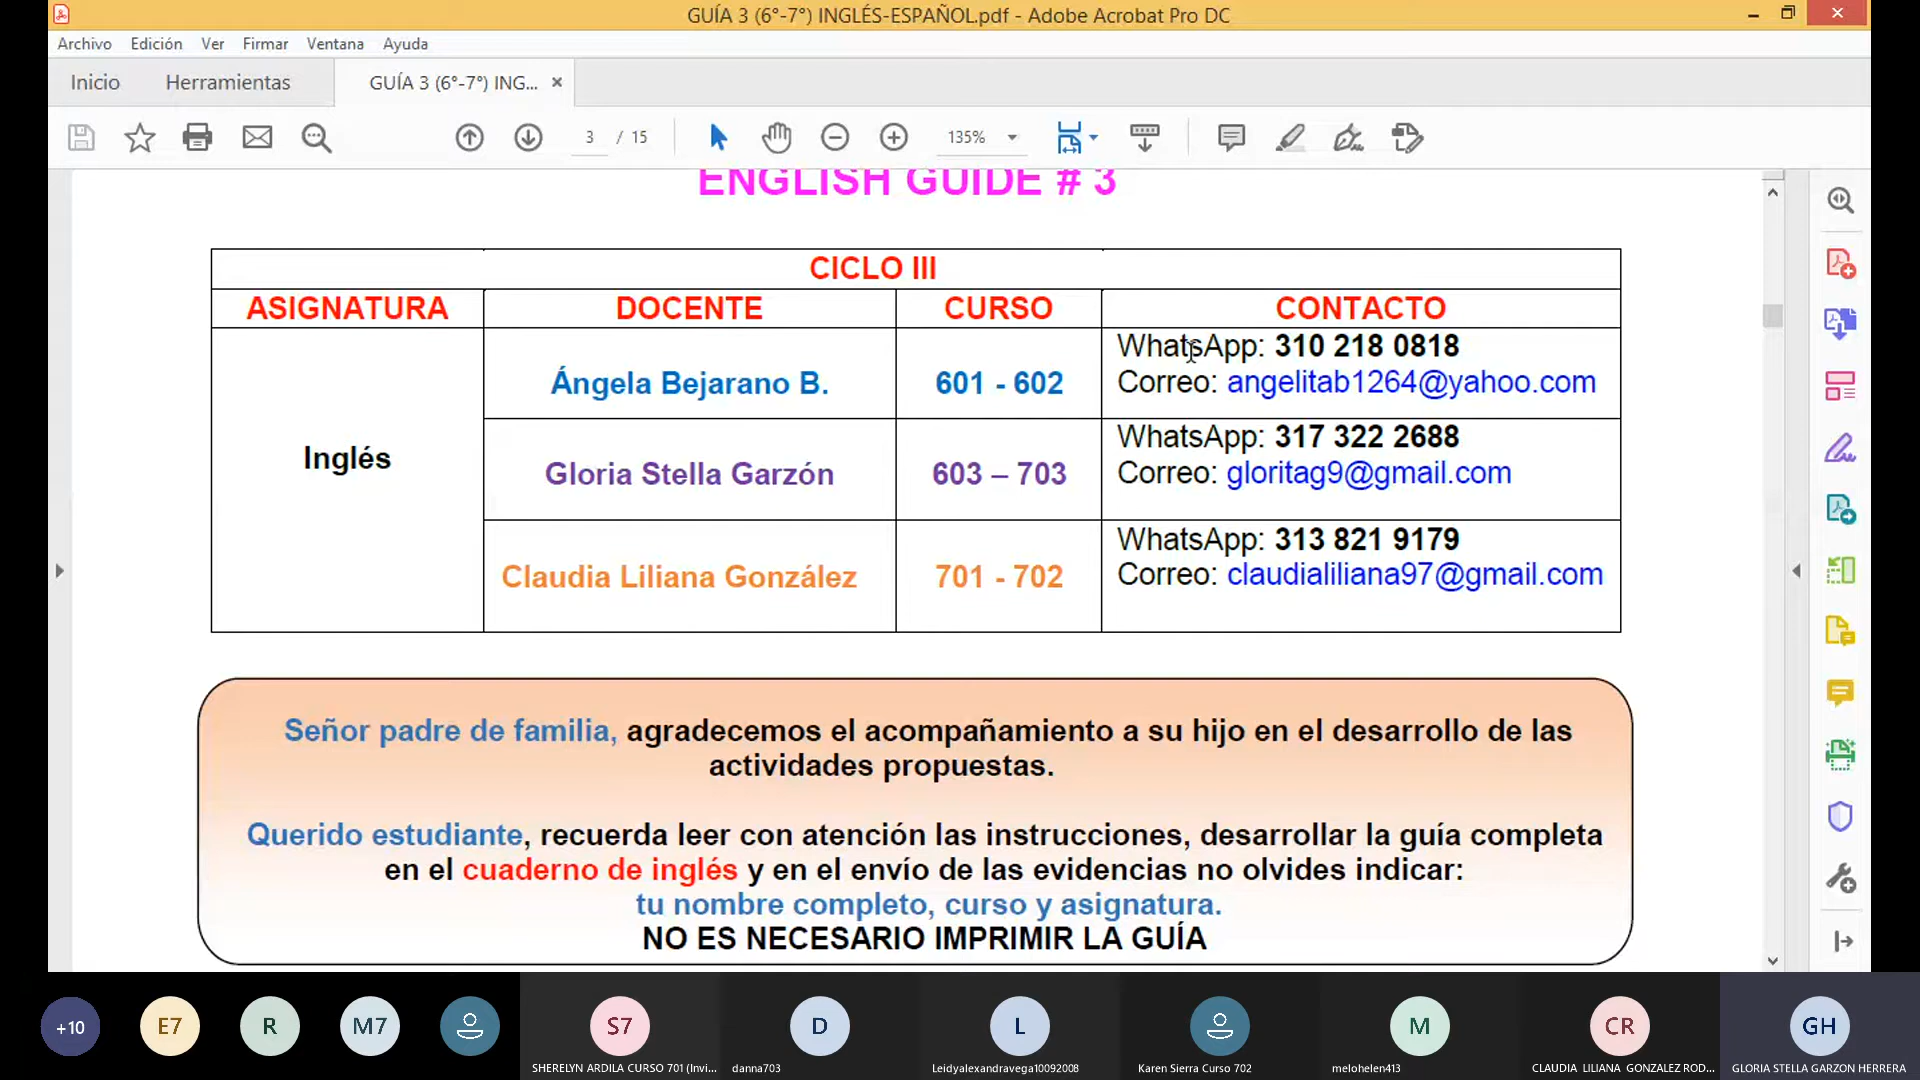 GUÍA 3 (6°-7°) INGLÉS-ESPAÑOL.pdf - Adobe Acrobat Pro DC
Archivo Edición Ver Firmar Ventana Ayuda
Inicio Herramientas GUÍA 3 (6°-7°) ING... ×
3 / 15 135%
ENGLISH GUIDE # 3
CICLO III
ASIGNATURA DOCENTE CURSO CONTACTO
Inglés
Ángela Bejarano B. 601 - 602
WhatsApp: 310 218 0818
Correo: angelitab1264@yahoo.com
Gloria Stella Garzón 603 – 703
WhatsApp: 317 322 2688
Correo: gloritag9@gmail.com
Claudia Liliana González 701 - 702
WhatsApp: 313 821 9179
Correo: claudialiliana97@gmail.com
Señor padre de familia, agradecemos el acompañamiento a su hijo en el desarrollo de las
actividades propuestas.
Querido estudiante, recuerda leer con atención las instrucciones, desarrollar la guía completa
en el cuaderno de inglés y en el envío de las evidencias no olvides indicar:
tu nombre completo, curso y asignatura.
NO ES NECESARIO IMPRIMIR LA GUÍA
+10 E7 R M7 S7 D L M CR GH
SHERELYN ARDILA CURSO 701 (Invi... danna703 Leidyalexandravega10092008 Karen Sierra Curso 702 melohelen413 CLAUDIA LILIANA GONZALEZ ROD... GLORIA STELLA GARZON HERRERA